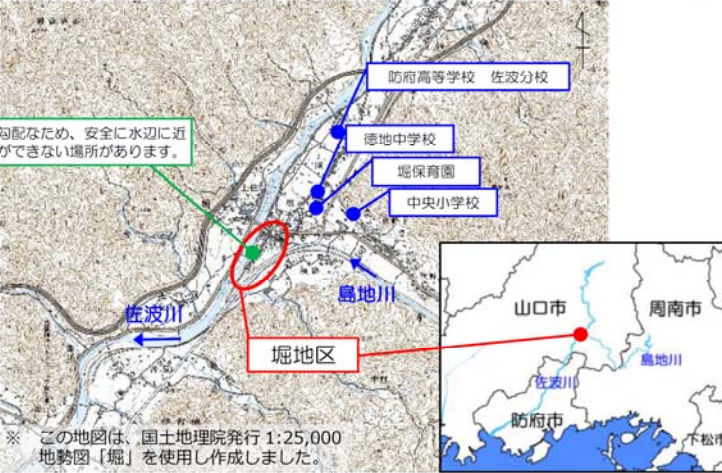 防府高等学校 佐波分校
勾配なため、安全に水辺に近
ができない場所があります。
徳地中学校
堀保育園
中央小学校
島地川
佐波川
堀地区
山口市
周南市
島地川
佐波川
防府市
下松市
※ この地図は、国土地理院発行 1:25,000
地勢図「堀」を使用し作成しました。